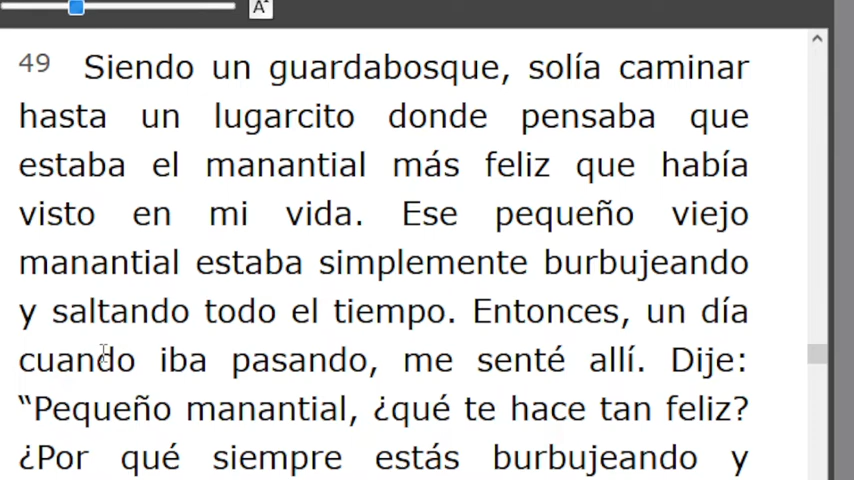 A
49 Siendo un guardabosque, solía caminar
hasta un lugarcito donde pensaba que
estaba el manantial más feliz que había
visto en mi vida. Ese pequeño viejo
manantial estaba simplemente burbujeando
y saltando todo el tiempo. Entonces, un día
cuando iba pasando, me senté allí. Dije:
“Pequeño manantial, ¿qué te hace tan feliz?
¿Por qué siempre estás burbujeando y